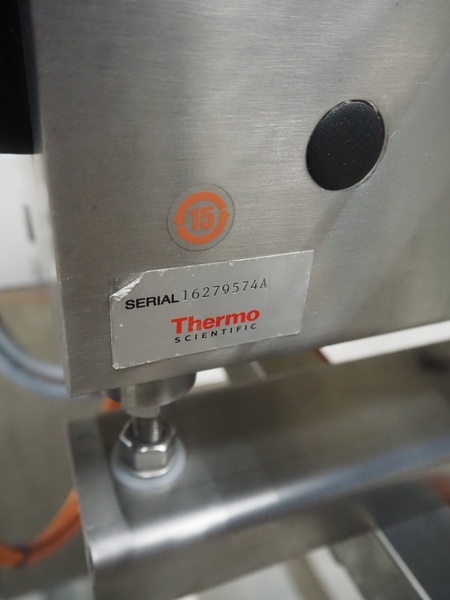 15
SERIAL 16279574A
Thermo
SCIENTIFIC